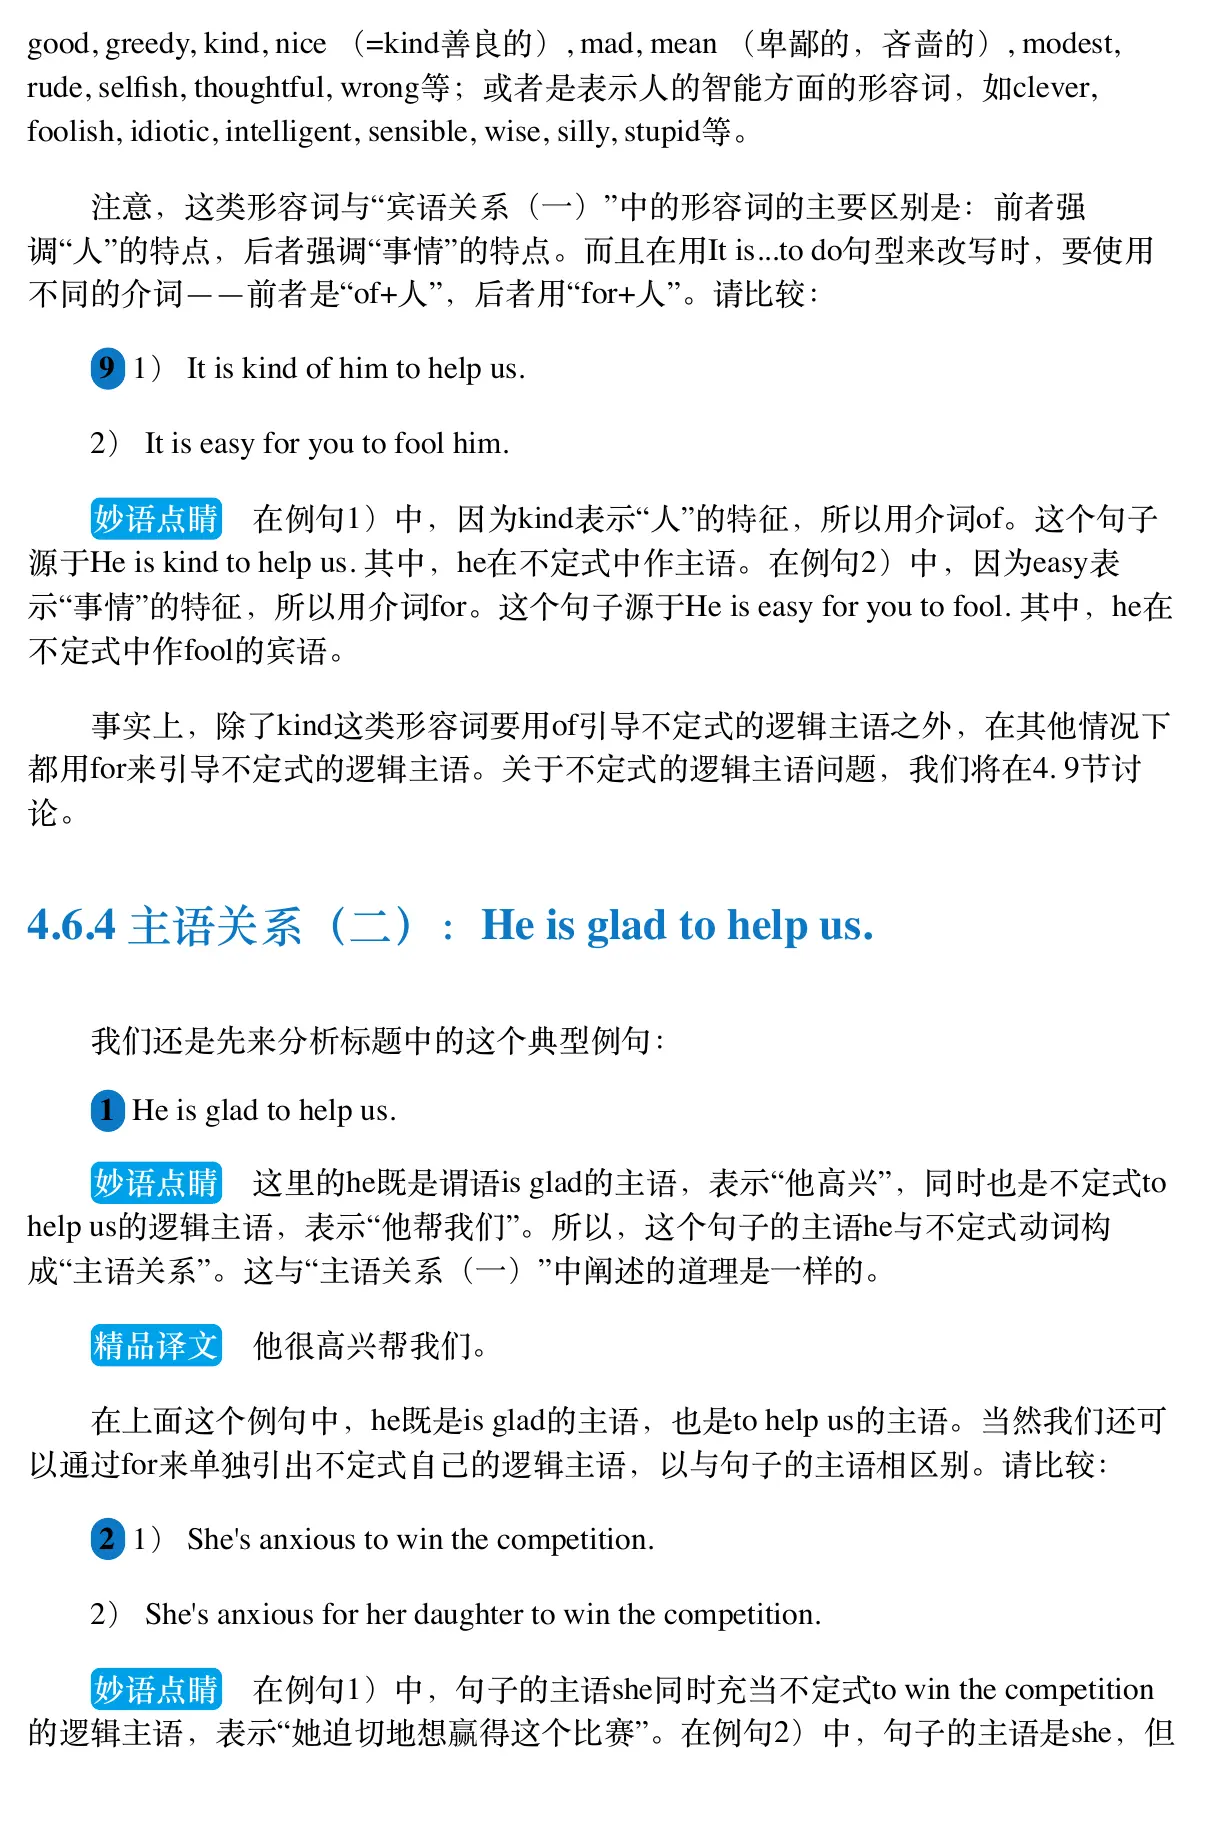 good, greedy, kind, nice （=kind善良的）, mad, mean （卑鄙的，吝啬的）, modest,
rude, selfish, thoughtful, wrong等；或者是表示人的智能方面的形容词，如clever,
foolish, idiotic, intelligent, sensible, wise, silly, stupid等。
注意，这类形容词与“宾语关系（一）”中的形容词的主要区别是：前者强
调“人”的特点，后者强调“事情”的特点。而且在用It is...to do句型来改写时，要使用
不同的介词——前者是“of+人”，后者用“for+人”。请比较：
9 1） It is kind of him to help us.
2） It is easy for you to fool him.
妙语点睛 在例句1）中，因为kind表示“人”的特征，所以用介词of。这个句子
源于He is kind to help us. 其中，he在不定式中作主语。在例句2）中，因为easy表
示“事情”的特征，所以用介词for。这个句子源于He is easy for you to fool. 其中，he在
不定式中作fool的宾语。
事实上，除了kind这类形容词要用of引导不定式的逻辑主语之外，在其他情况下
都用for来引导不定式的逻辑主语。关于不定式的逻辑主语问题，我们将在4. 9节讨
论。
4.6.4 主语关系（二）：He is glad to help us.
我们还是先来分析标题中的这个典型例句：
1 He is glad to help us.
妙语点睛 这里的he既是谓语is glad的主语，表示“他高兴”，同时也是不定式to
help us的逻辑主语，表示“他帮我们”。所以，这个句子的主语he与不定式动词构
成“主语关系”。这与“主语关系（一）”中阐述的道理是一样的。
精品译文 他很高兴帮我们。
在上面这个例句中，he既是is glad的主语，也是to help us的主语。当然我们还可
以通过for来单独引出不定式自己的逻辑主语，以与句子的主语相区别。请比较：
2 1） She's anxious to win the competition.
2） She's anxious for her daughter to win the competition.
妙语点睛 在例句1）中，句子的主语she同时充当不定式to win the competition
的逻辑主语，表示“她迫切地想赢得这个比赛”。在例句2）中，句子的主语是she，但